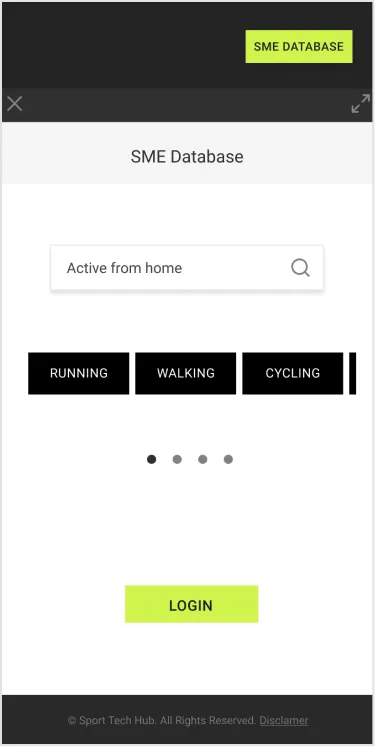 SME DATABASE
SME Database
Active from home
RUNNING
WALKING
CYCLING
LOGIN
© Sport Tech Hub. All Rights Reserved. Disclamer